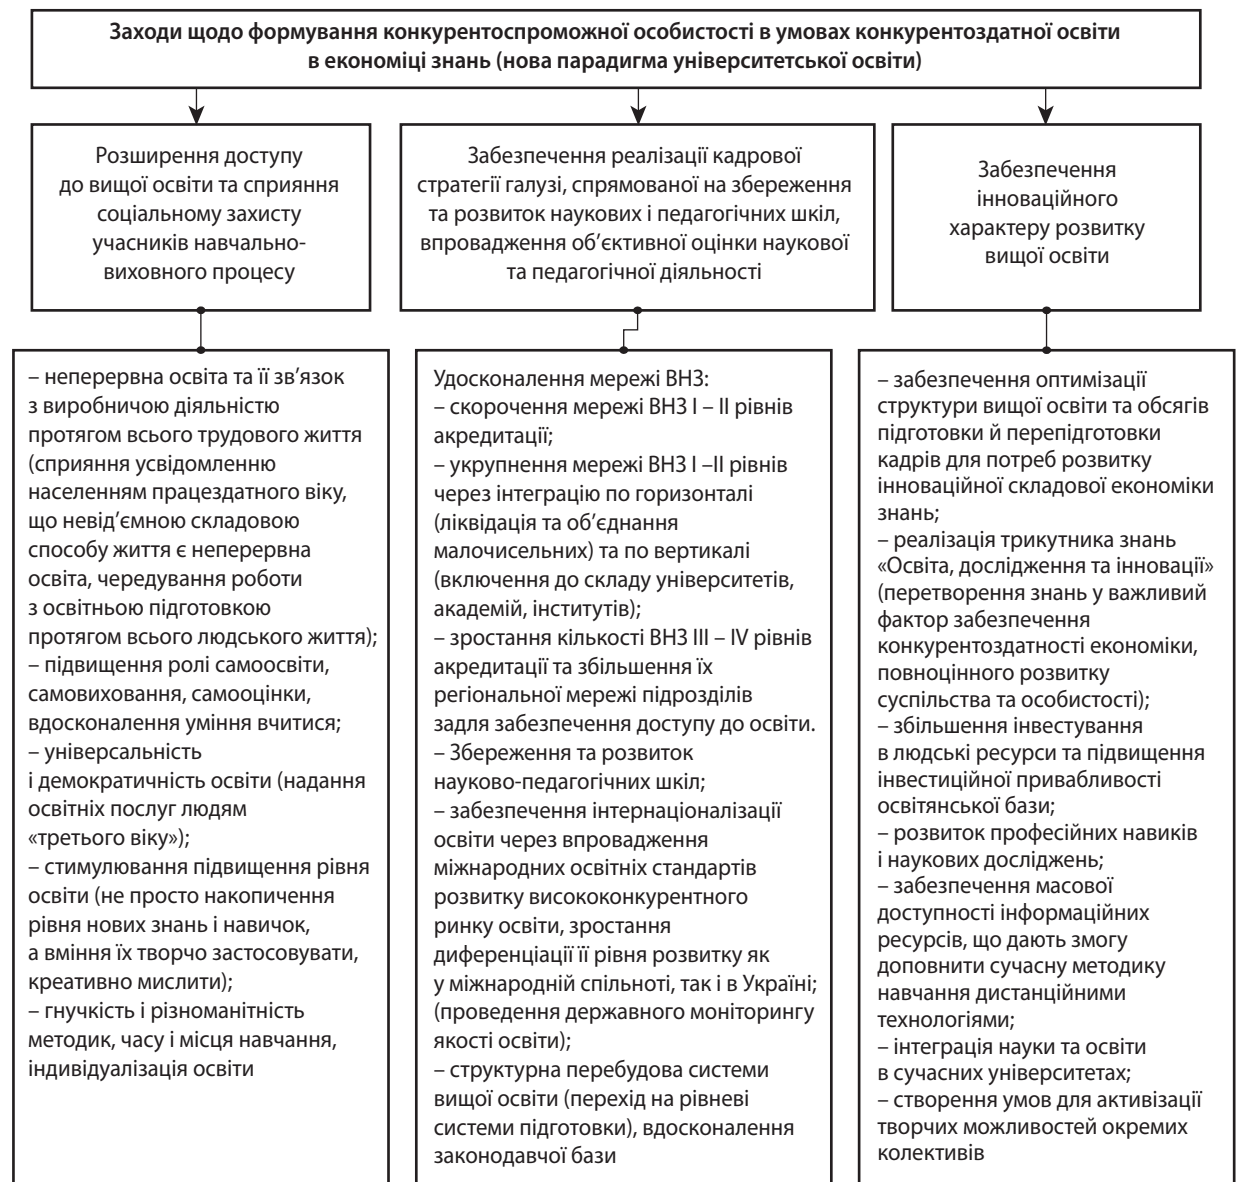 Заходи щодо формування конкурентоспроможної особистості в умовах конкурентоздатної освіти
в економіці знань (нова парадигма університетської освіти)
Розширення доступу
до вищої освіти та сприяння
соціальному захисту
учасників навчально-
виховного процесу
Забезпечення реалізації кадрової
стратегії галузі, спрямованої на збереження
та розвиток наукових і педагогічних шкіл,
впровадження об’єктивної оцінки наукової
та педагогічної діяльності
Забезпечення
інноваційного
характеру розвитку
вищої освіти
– неперервна освіта та її зв’язок
з виробничою діяльністю
протягом всього трудового життя
(сприяння усвідомленню
населенням працездатного віку,
що невід’ємною складовою
способу життя є неперервна
освіта, чередування роботи
з освітньою підготовкою
протягом всього людського життя);
– підвищення ролі самоосвіти,
самовиховання, самооцінки,
вдосконалення уміння вчитися;
– універсальність
і демократичність освіти (надання
освітніх послуг людям
«третього віку»);
– стимулювання підвищення рівня
освіти (не просто накопичення
рівня нових знань і навичок,
а вміння їх творчо застосовувати,
креативно мислити);
– гнучкість і різноманітність
методик, часу і місця навчання,
індивідуалізація освіти
Удосконалення мережі ВНЗ:
– скорочення мережі ВНЗ І – ІІ рівнів
акредитації;
– укрупнення мережі ВНЗ І –ІІ рівнів
через інтеграцію по горизонталі
(ліквідація та об’єднання
малочисельних) та по вертикалі
(включення до складу університетів,
академій, інститутів);
– зростання кількості ВНЗ ІІІ – ІV рівнів
акредитації та збільшення їх
регіональної мережі підрозділів
задля забезпечення доступу до освіти.
– Збереження та розвиток
науково-педагогічних шкіл;
– забезпечення інтернаціоналізації
освіти через впровадження
міжнародних освітніх стандартів
розвитку висококонкурентного
ринку освіти, зростання
диференціації її рівня розвитку як
у міжнародній спільноті, так і в Україні;
(проведення державного моніторингу
якості освіти);
– структурна перебудова системи
вищої освіти (перехід на рівневі
системи підготовки), вдосконалення
законодавчої бази
– забезпечення оптимізації
структури вищої освіти та обсягів
підготовки й перепідготовки
кадрів для потреб розвитку
інноваційної складової економіки
знань;
– реалізація трикутника знань
«Освіта, дослідження та інновації»
(перетворення знань у важливий
фактор забезпечення
конкурентоздатності економіки,
повноцінного розвитку
суспільства та особистості);
– збільшення інвестування
в людські ресурси та підвищення
інвестиційної привабливості
освітянської бази;
– розвиток професійних навиків
і наукових досліджень;
– забезпечення масової
доступності інформаційних
ресурсів, що дають змогу
доповнити сучасну методику
навчання дистанційними
технологіями;
– інтеграція науки та освіти
в сучасних університетах;
– створення умов для активізації
творчих можливостей окремих
колективів